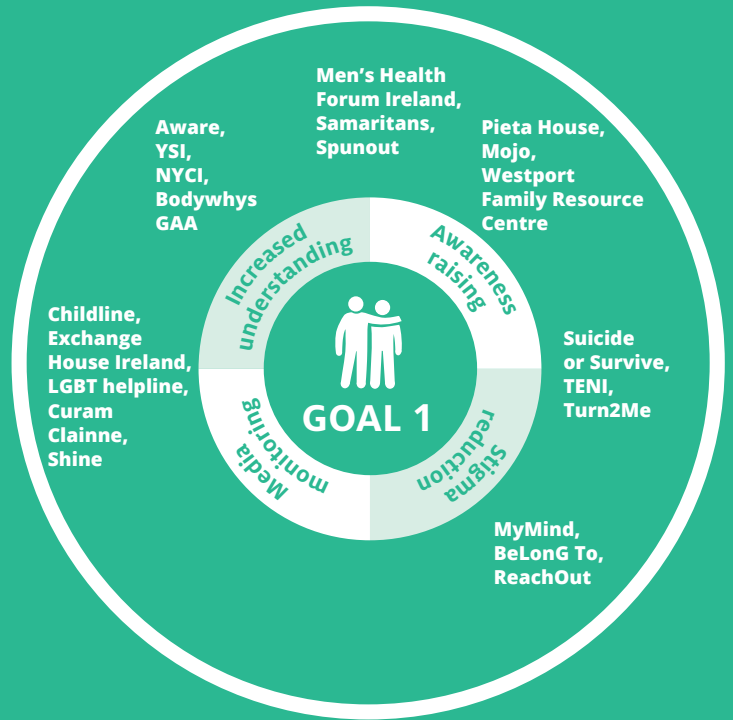 Men’s Health
Forum Ireland,
Samaritans,
Spunout
Aware,
YSI,
NYCI,
Bodywhys
GAA
Pieta House,
Mojo,
Westport
Family Resource
Centre
Increased
understanding
Awareness
raising
Childline,
Exchange
House Ireland,
LGBT helpline,
Curam
Clainne,
Shine
GOAL 1
Suicide
or Survive,
TENI,
Turn2Me
Media
monitoring
Stigma
reduction
MyMind,
BeLonG To,
ReachOut